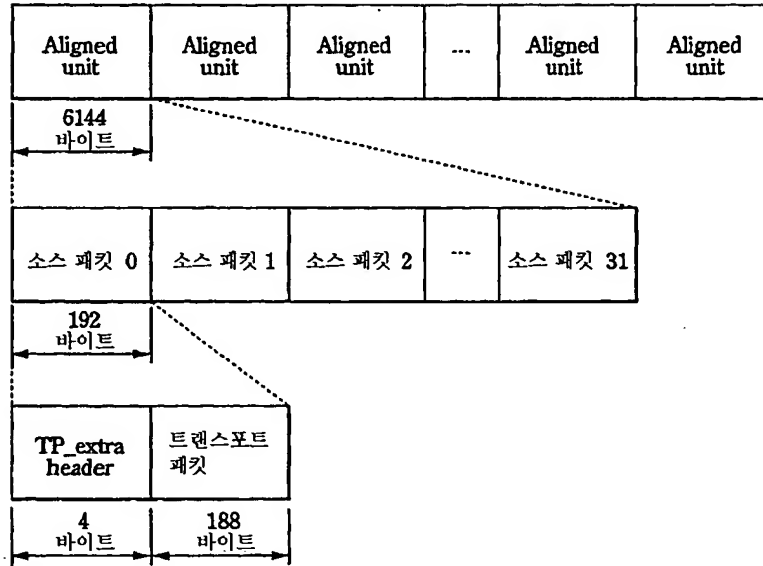 Aligned unit
Aligned unit
Aligned unit
...
Aligned unit
Aligned unit
6144
바이트
소스 패킷 0
소스 패킷 1
소스 패킷 2
...
소스 패킷 31
192
바이트
TP_extra
header
트랜스포트
패킷
4
바이트
188
바이트